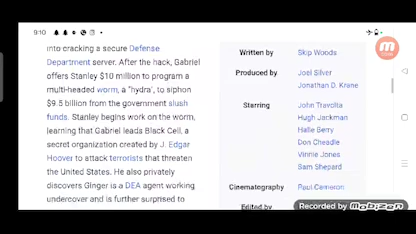 9:10
into cracking a secure Defense
Department server. After the hack, Gabriel
offers Stanley $10 million to program a
multi-headed worm, a "hydra", to siphon
$9.5 billion from the government slush
funds. Stanley begins work on the worm,
learning that Gabriel leads Black Cell, a
secret organization created by J. Edgar
Hoover to attack terrorists that threaten
the United States. He also privately
discovers Ginger is a DEA agent working
undercover and is further surprised to
Written by Skip Woods
Produced by Joel Silver
Jonathan D. Krane
Starring John Travolta
Hugh Jackman
Halle Berry
Don Cheadle
Vinnie Jones
Sam Shepard
Cinematography Paul Cameron
Edited by
Recorded by Mobizen